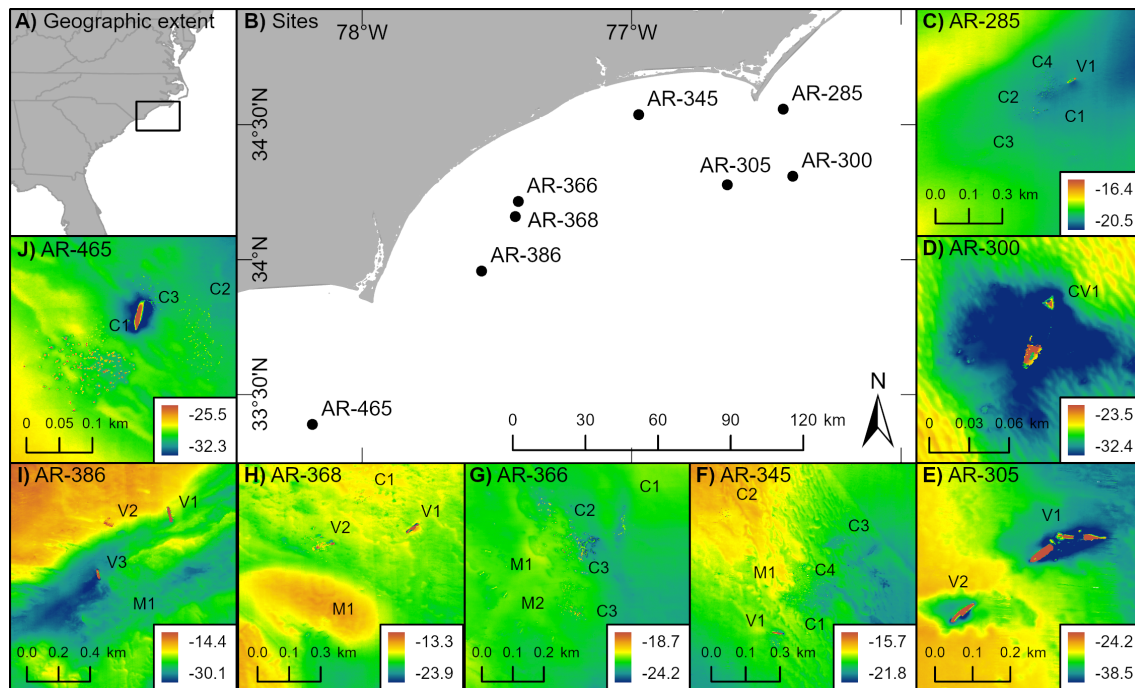 A) Geographic extent
B) Sites
78°W
77°W
34°30'N
34°N
33°30'N
AR-345
AR-285
AR-305
AR-300
AR-366
AR-368
AR-386
AR-465
N
0 30 60 90 120 km
C) AR-285
C4
V1
C2
C1
C3
0.0 0.1 0.3 km
-16.4
-20.5
D) AR-300
CV1
0 0.03 0.06 km
-23.5
-32.4
E) AR-305
V1
V2
0.0 0.1 0.2 km
-24.2
-38.5
F) AR-345
C2
C3
M1
C4
V1
C1
0.0 0.1 0.3 km
-15.7
-21.8
G) AR-366
C1
C2
M1
C3
M2
C3
0.0 0.1 0.3 km
-18.7
-24.2
H) AR-368
C1
V1
V2
M1
0.0 0.1 0.2 km
-13.3
-23.9
I) AR-386
V1
V2
V3
M1
0.0 0.2 0.4 km
-14.4
-30.1
J) AR-465
C2
C3
C1
0 0.05 0.1 km
-25.5
-32.3